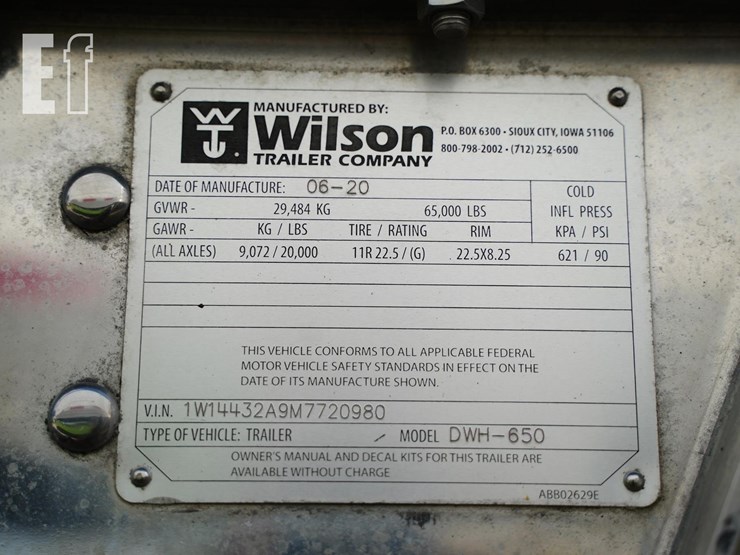 Ef
MANUFACTURED BY:
Wilson
TRAILER COMPANY
P.O. BOX 6300 • SIOUX CITY, IOWA 51106
800-798-2002 • (712) 252-6500
DATE OF MANUFACTURE: 06-20
COLD
GVWR - 29,484 KG 65,000 LBS INFL PRESS
GAWR - KG / LBS TIRE / RATING RIM KPA / PSI
(ALL AXLES) 9,072 / 20,000 11R 22.5 / (G) 22.5X8.25 621 / 90
THIS VEHICLE CONFORMS TO ALL APPLICABLE FEDERAL
MOTOR VEHICLE SAFETY STANDARDS IN EFFECT ON THE
DATE OF ITS MANUFACTURE SHOWN.
V.I.N. 1W14432A9M7720980
TYPE OF VEHICLE: TRAILER MODEL DWH-650
OWNER'S MANUAL AND DECAL KITS FOR THIS TRAILER ARE
AVAILABLE WITHOUT CHARGE
ABB02629E